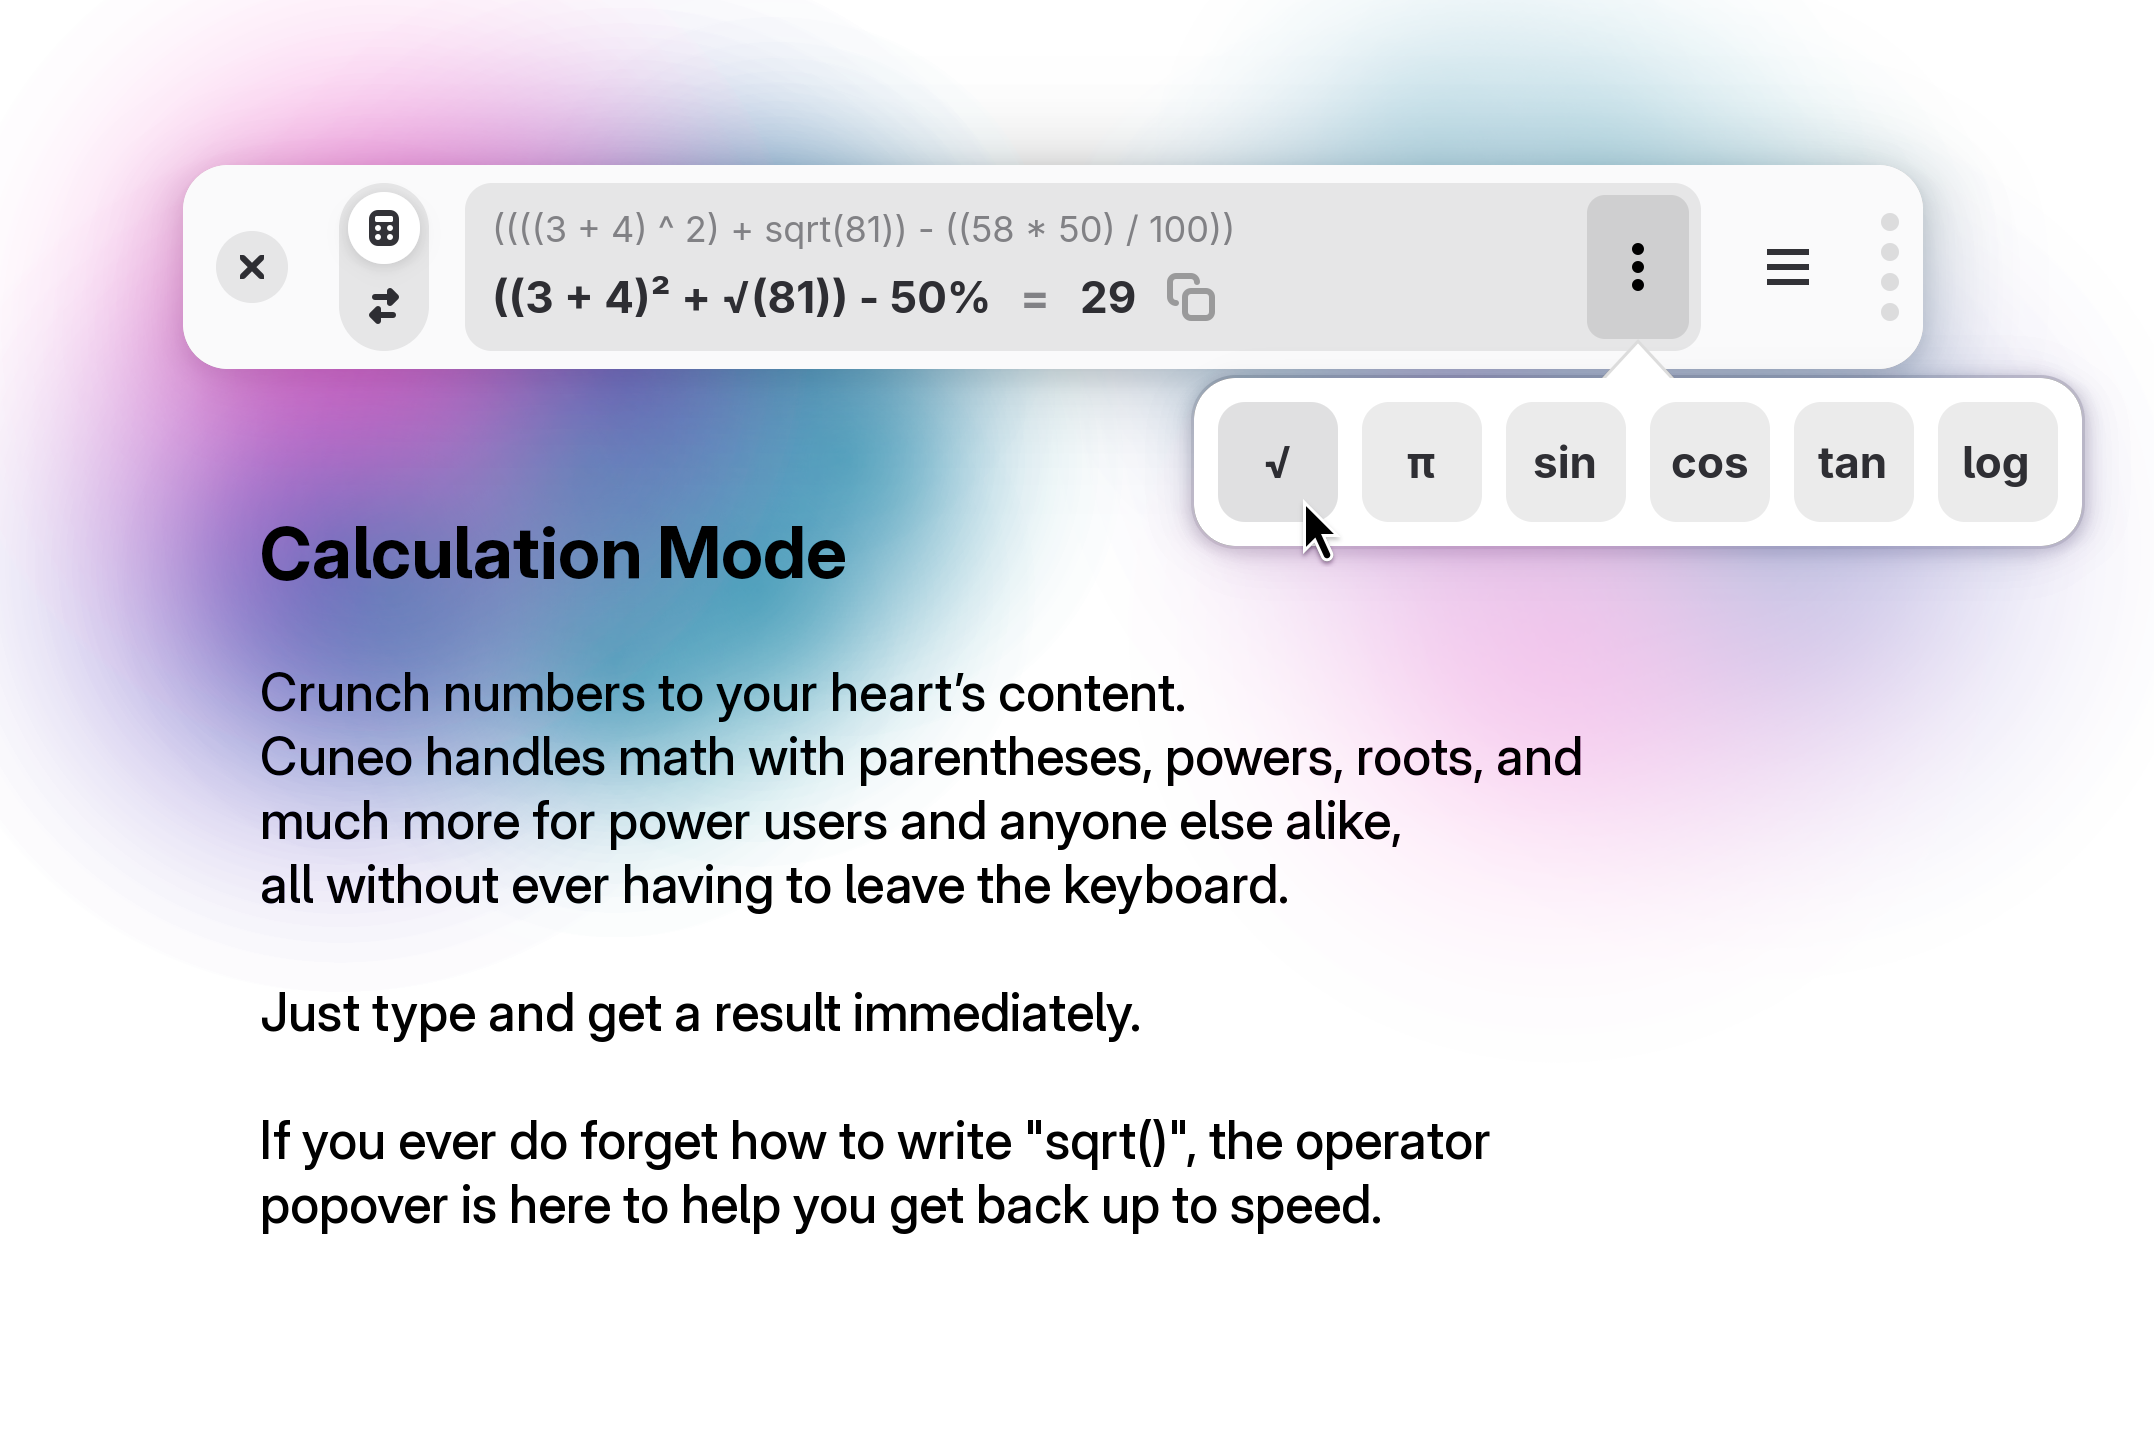 ((((3 + 4) ^ 2) + sqrt(81)) - ((58 * 50) / 100))
((3 + 4)² + √(81)) - 50% = 29
√ π sin cos tan log
Calculation Mode
Crunch numbers to your heart’s content.
Cuneo handles math with parentheses, powers, roots, and
much more for power users and anyone else alike,
all without ever having to leave the keyboard.
Just type and get a result immediately.
If you ever do forget how to write "sqrt()", the operator
popover is here to help you get back up to speed.